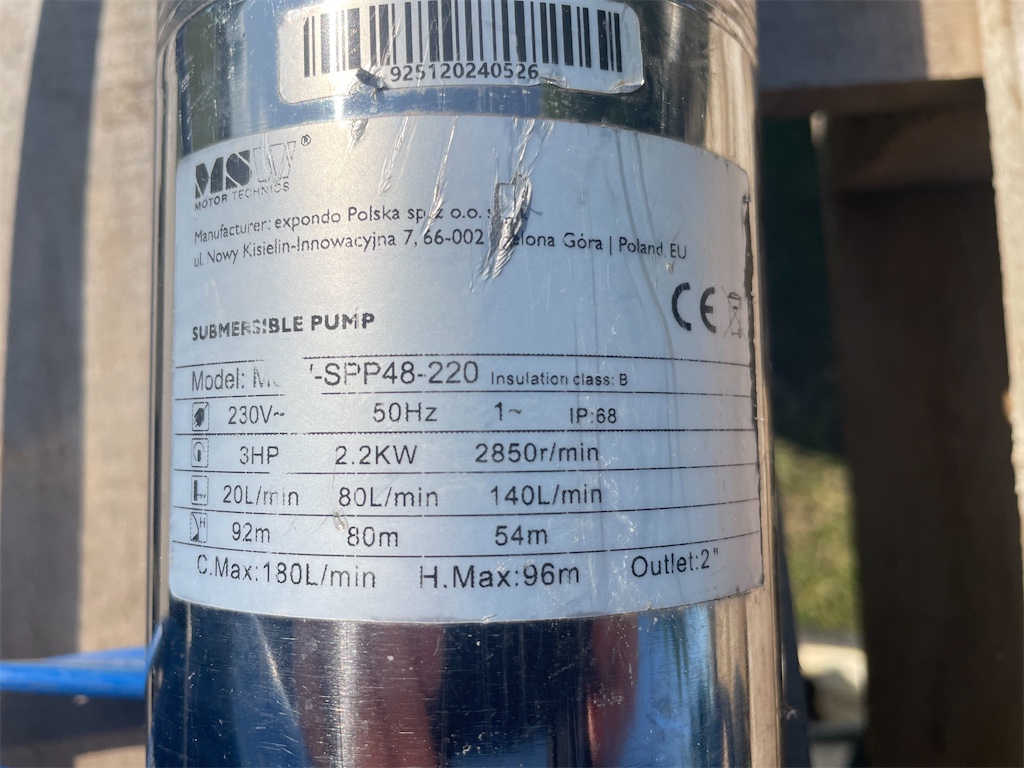 925120240526
MSW®
MOTOR TECHNICS
Manufacturer: expondo Polska sp. z o.o.
ul. Nowy Kisielin-Innowacyjna 7, 66-002 Góra | Poland, EU
CE
SUBMERSIBLE PUMP
Model: -SPP48-220 Insulation class: B
230V~ 50Hz 1~ IP:68
3HP 2.2KW 2850r/min
20L/min 80L/min 140L/min
H 92m 80m 54m
C.Max:180L/min H.Max:96m Outlet:2"